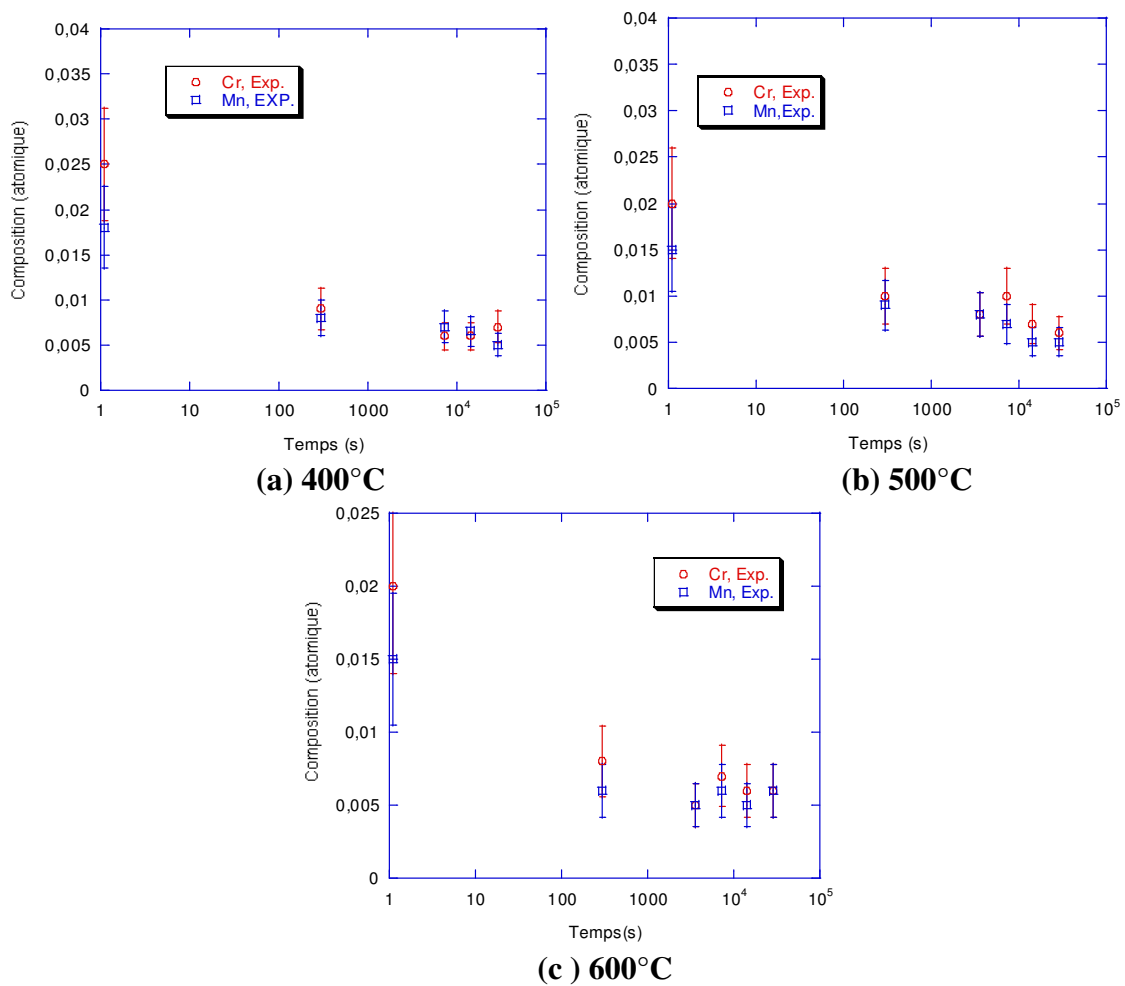 0,04
0,035
0,03
0,025
0,02
0,015
0,01
0,005
0
Composition (atomique)
Cr, Exp.
Mn, EXP.
1
10
100
1000
10⁴
10⁵
Temps (s)
(a) 400°C
0,04
0,035
0,03
0,025
0,02
0,015
0,01
0,005
0
Composition (atomique)
Cr, Exp.
Mn,Exp.
1
10
100
1000
10⁴
10⁵
Temps (s)
(b) 500°C
0,025
0,02
0,015
0,01
0,005
0
Composition (atomique)
Cr, Exp.
Mn, Exp.
1
10
100
1000
10⁴
10⁵
Temps(s)
(c ) 600°C